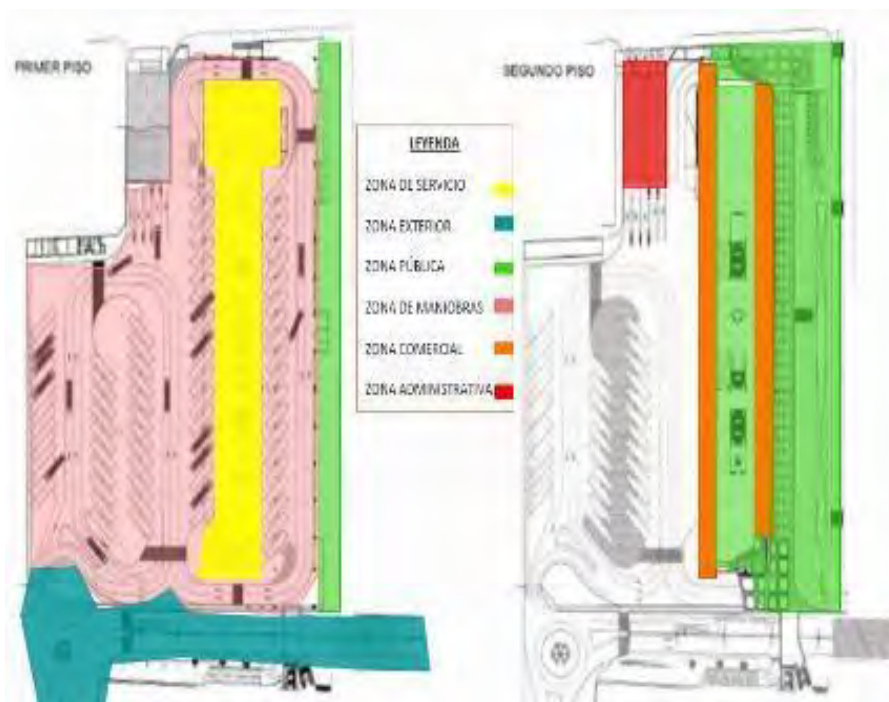 PRIMER PISO
SEGUNDO PISO
LEYENDA
ZONA DE SERVICIO
ZONA EXTERIOR
ZONA PÚBLICA
ZONA DE MANIOBRAS
ZONA COMERCIAL
ZONA ADMINISTRATIVA